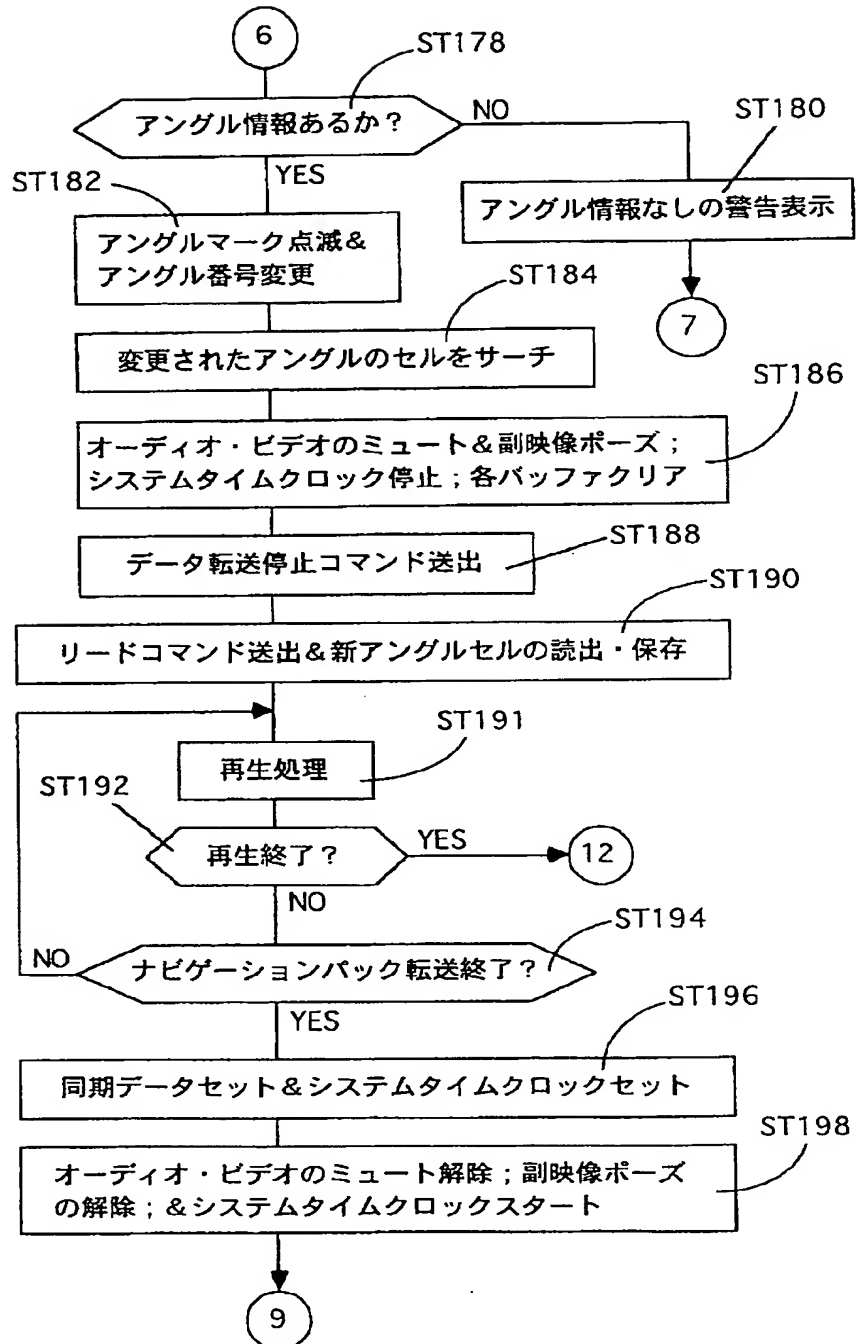 6
ST178
アングル情報あるか？
NO
ST180
YES
ST182
アングル情報なしの警告表示
アングルマーク点滅＆
アングル番号変更
7
ST184
変更されたアングルのセルをサーチ
ST186
オーディオ・ビデオのミュート＆副映像ポーズ；
システムタイムクロック停止；各バッファクリア
ST188
データ転送停止コマンド送出
ST190
リードコマンド送出＆新アングルセルの読出・保存
ST191
再生処理
ST192
再生終了？
YES
12
NO
ST194
NO
ナビゲーションパック転送終了？
YES
ST196
同期データセット＆システムタイムクロックセット
ST198
オーディオ・ビデオのミュート解除；副映像ポーズ
の解除；＆システムタイムクロックスタート
9